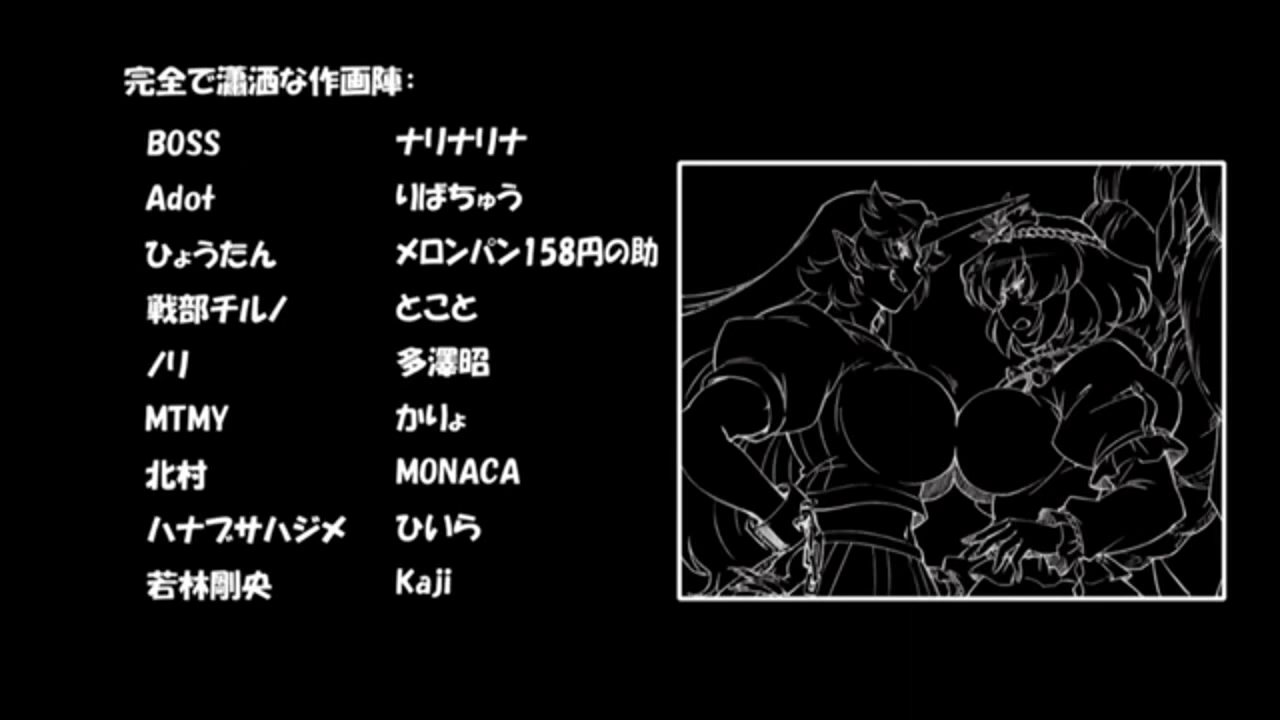 完全で瀟洒な作画陣:
BOSS ナリナリナ
Adot りばちゅう
ひょうたん メロンパン158円の助
戦部チルノ とこと
ノリ 多澤昭
MTMY かりょ
北村 MONACA
ハナブサハジメ ひいら
若林剛央 Kaji